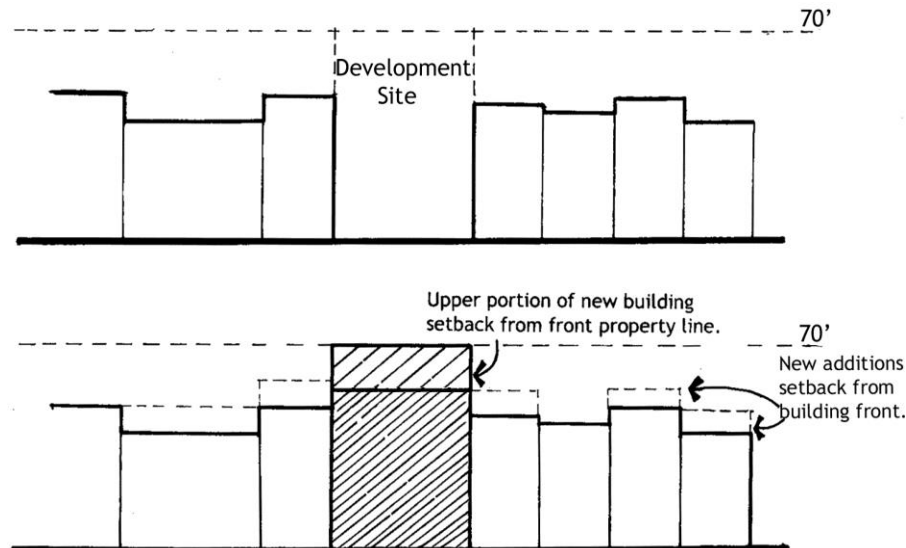 70'
Development
Site
Upper portion of new building
setback from front property line.
70'
New additions
setback from
building front.